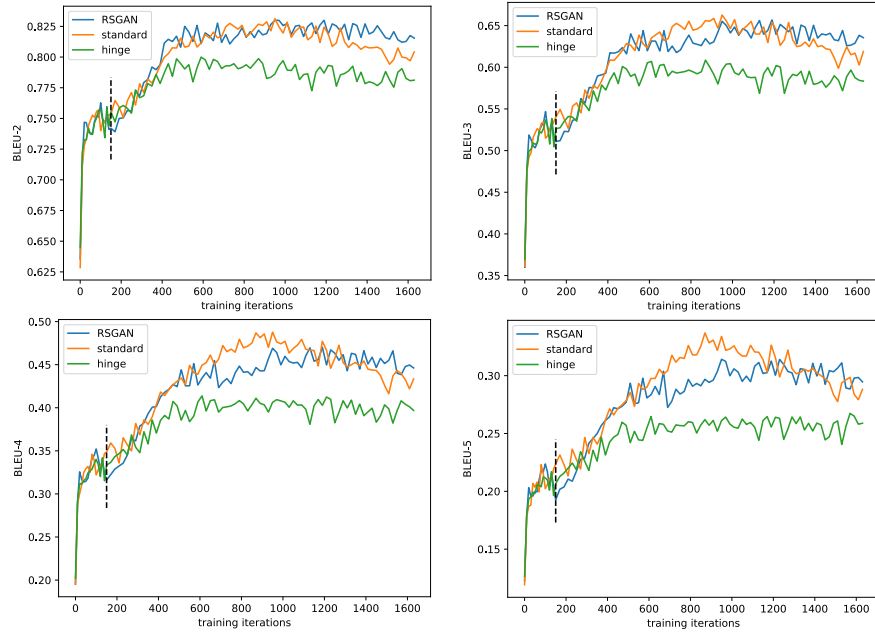 RSGAN
standard
hinge
BLEU-2
0.825
0.800
0.775
0.750
0.725
0.700
0.675
0.650
0.625
0 200 400 600 800 1000 1200 1400 1600
training iterations
RSGAN
standard
hinge
BLEU-3
0.65
0.60
0.55
0.50
0.45
0.40
0.35
0 200 400 600 800 1000 1200 1400 1600
training iterations
RSGAN
standard
hinge
BLEU-4
0.50
0.45
0.40
0.35
0.30
0.25
0.20
0 200 400 600 800 1000 1200 1400 1600
training iterations
RSGAN
standard
hinge
BLEU-5
0.30
0.25
0.20
0.15
0 200 400 600 800 1000 1200 1400 1600
training iterations